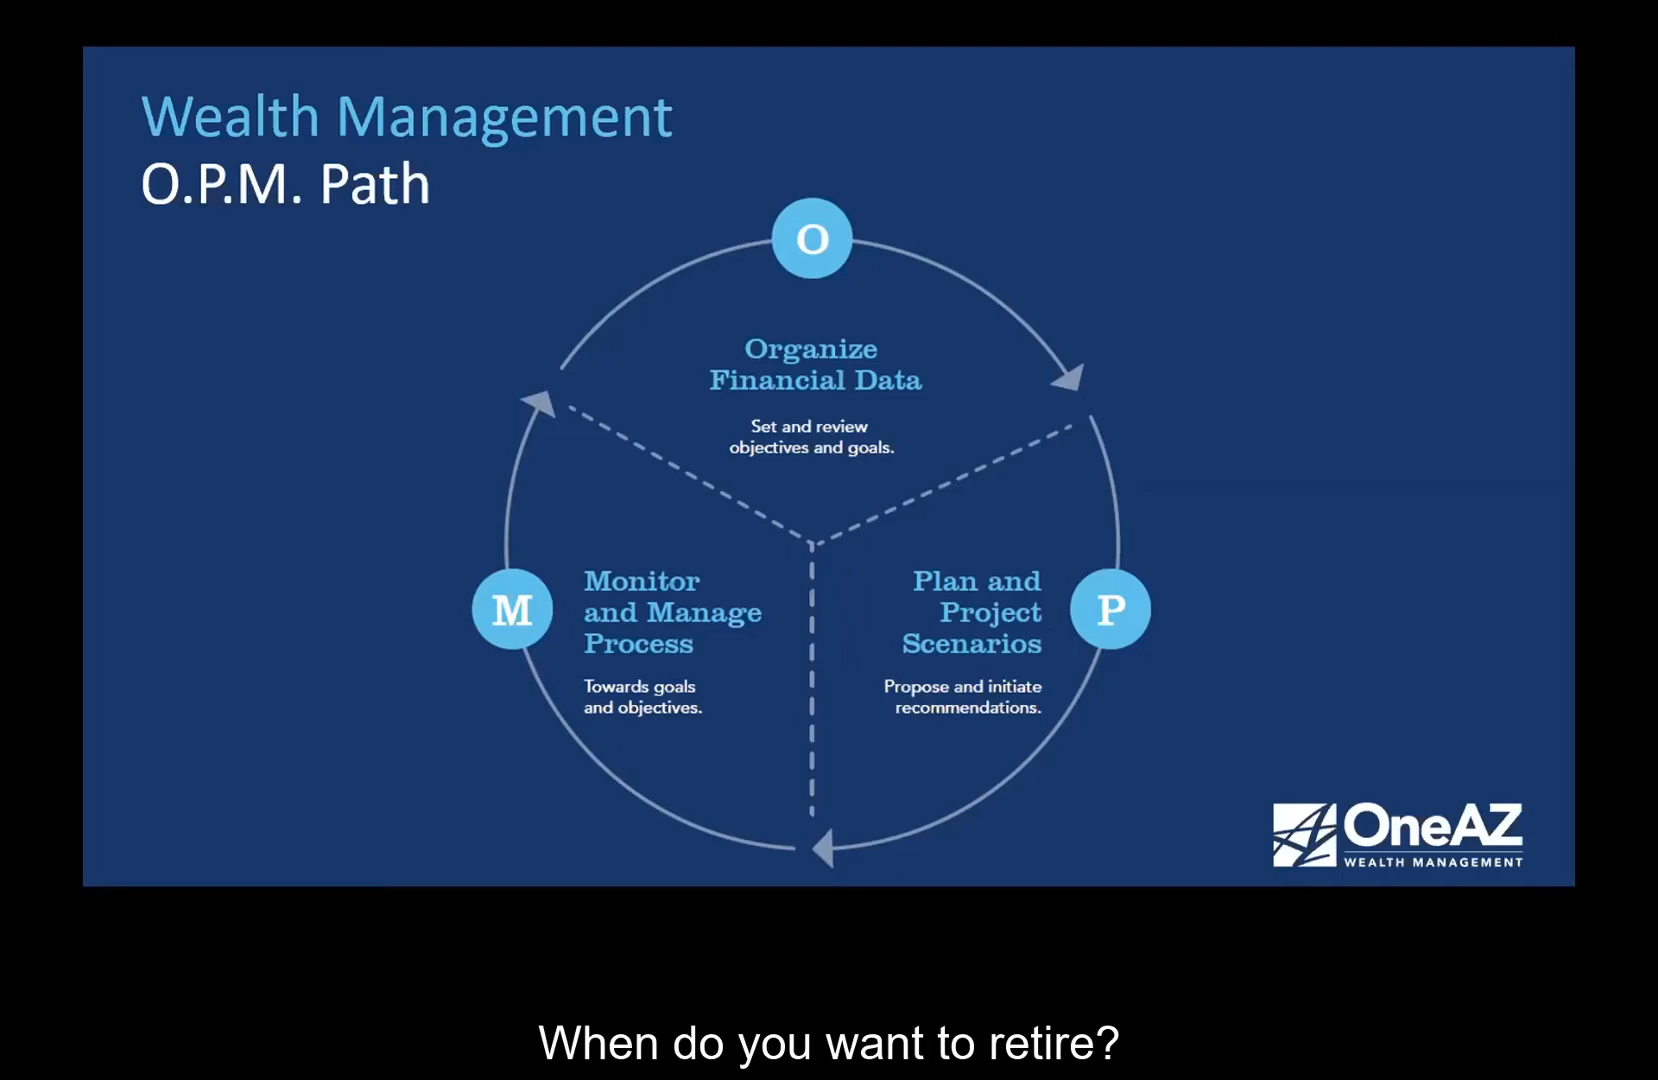 Wealth Management
O.P.M. Path
O
Organize
Financial Data
Set and review
objectives and goals.
M
Monitor
and Manage
Process
Towards goals
and objectives.
Plan and
Project
Scenarios
P
Propose and initiate
recommendations.
OneAZ
WEALTH MANAGEMENT
When do you want to retire?